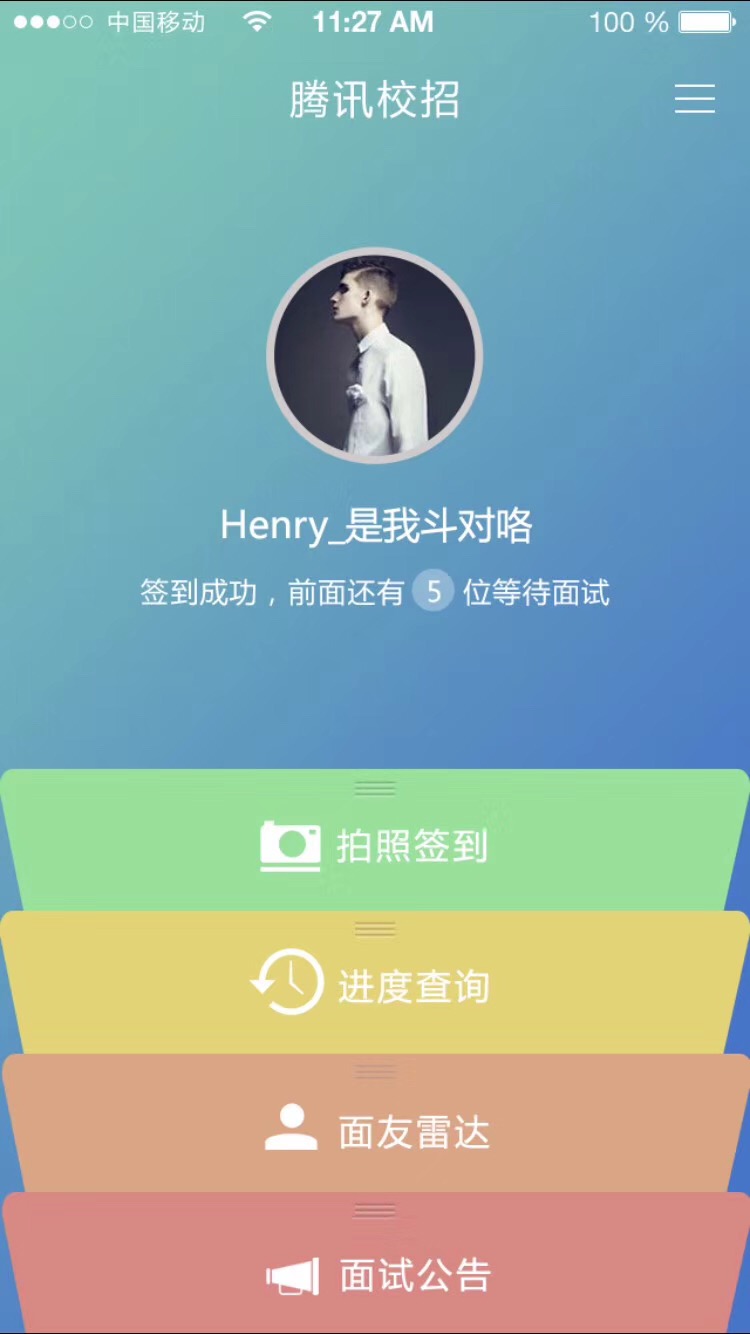 中国移动 11:27 AM 100 %
腾讯校招
Henry_是我斗对咯
签到成功，前面还有 5 位等待面试
拍照签到
进度查询
面友雷达
面试公告